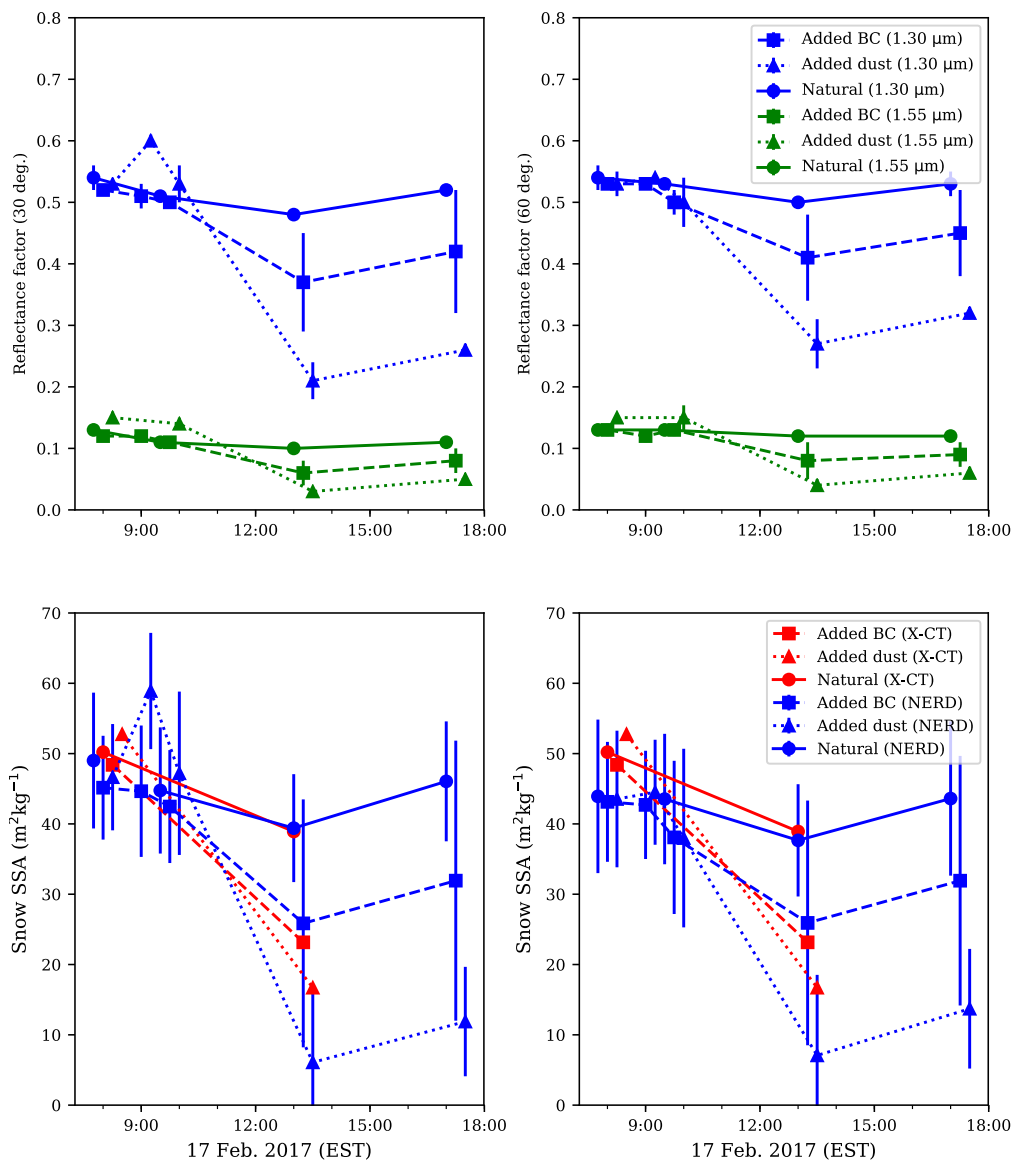 0.8
0.7
0.6
0.5
0.4
0.3
0.2
0.1
0.0
Reflectance factor (30 deg.)
9:00
12:00
15:00
18:00
0.8
0.7
0.6
0.5
0.4
0.3
0.2
0.1
0.0
Reflectance factor (60 deg.)
Added BC (1.30 µm)
Added dust (1.30 µm)
Natural (1.30 µm)
Added BC (1.55 µm)
Added dust (1.55 µm)
Natural (1.55 µm)
9:00
12:00
15:00
18:00
70
60
50
40
30
20
10
0
Snow SSA (m²kg⁻¹)
9:00
12:00
15:00
18:00
17 Feb. 2017 (EST)
70
60
50
40
30
20
10
0
Snow SSA (m²kg⁻¹)
Added BC (X-CT)
Added dust (X-CT)
Natural (X-CT)
Added BC (NERD)
Added dust (NERD)
Natural (NERD)
9:00
12:00
15:00
18:00
17 Feb. 2017 (EST)